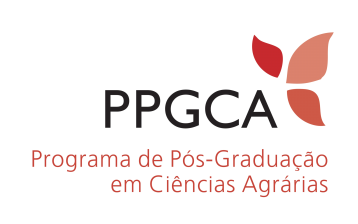 PPGCA
Programa de Pós-Graduação
em Ciências Agrárias